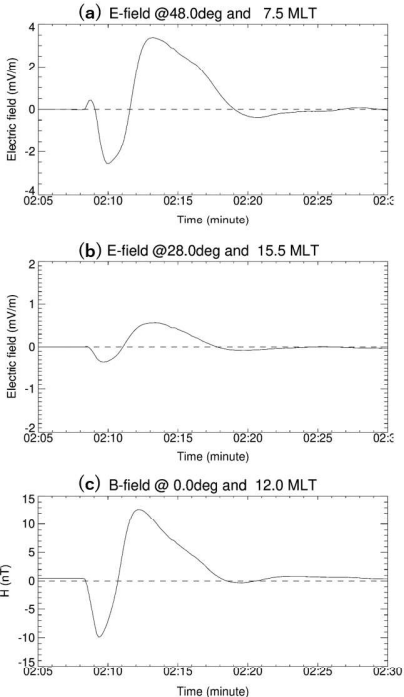 (a) E-field @48.0deg and 7.5 MLT
4
2
0
-2
-4
Electric field (mV/m)
02:05 02:10 02:15 02:20 02:25 02:3
Time (minute)
(b) E-field @28.0deg and 15.5 MLT
2
1
0
-1
-2
Electric field (mV/m)
02:05 02:10 02:15 02:20 02:25 02:3
Time (minute)
(c) B-field @ 0.0deg and 12.0 MLT
15
10
5
0
-5
-10
-15
H (nT)
02:05 02:10 02:15 02:20 02:25 02:30
Time (minute)